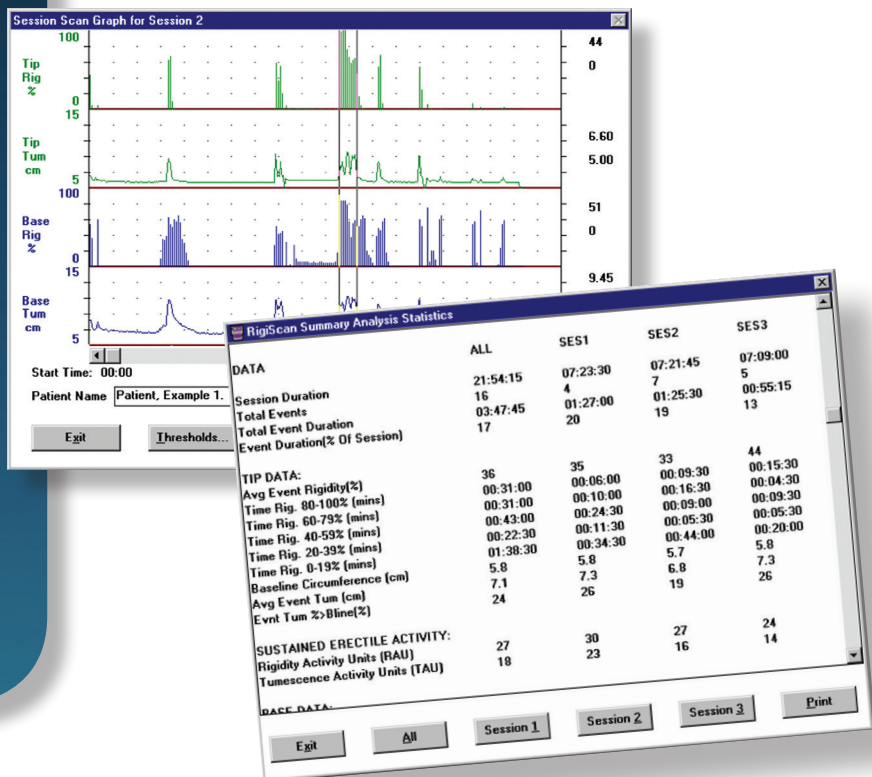 Session Scan Graph for Session 2
100
44
Tip
Rig
%
0
0
15
Tip
Tum
cm
6.60
5.00
5
100
Base
Rig
%
51
0
0
15
Base
Tum
cm
9.45
5
Start Time: 00:00
Patient Name Patient, Example 1.
Exit Thresholds...
RigiScan Summary Analysis Statistics
DATA ALL SES1 SES2 SES3
Session Duration 21:54:15 07:23:30 07:21:45 07:09:00
Total Events 16 4 7 5
Total Event Duration 03:47:45 01:27:00 01:25:30 00:55:15
Event Duration(% Of Session) 17 20 19 13
TIP DATA:
Avg Event Rigidity(%) 36 35 33 44
Time Rig. 80-100% (mins) 00:31:00 00:06:00 00:09:30 00:15:30
Time Rig. 60-79% (mins) 00:31:00 00:10:00 00:16:30 00:04:30
Time Rig. 40-59% (mins) 00:43:00 00:24:30 00:09:00 00:09:30
Time Rig. 20-39% (mins) 00:22:30 00:11:30 00:05:30 00:05:30
Time Rig. 0-19% (mins) 01:38:30 00:34:30 00:44:00 00:20:00
Baseline Circumference (cm) 5.8 5.8 5.7 5.8
Avg Event Tum (cm) 7.1 7.3 6.8 7.3
Evnt Tum %>Bline(%) 24 26 19 26
SUSTAINED ERECTILE ACTIVITY:
Rigidity Activity Units (RAU) 27 30 27 24
Tumescence Activity Units (TAU) 18 23 16 14
BASE DATA:
Exit All Session 1 Session 2 Session 3 Print